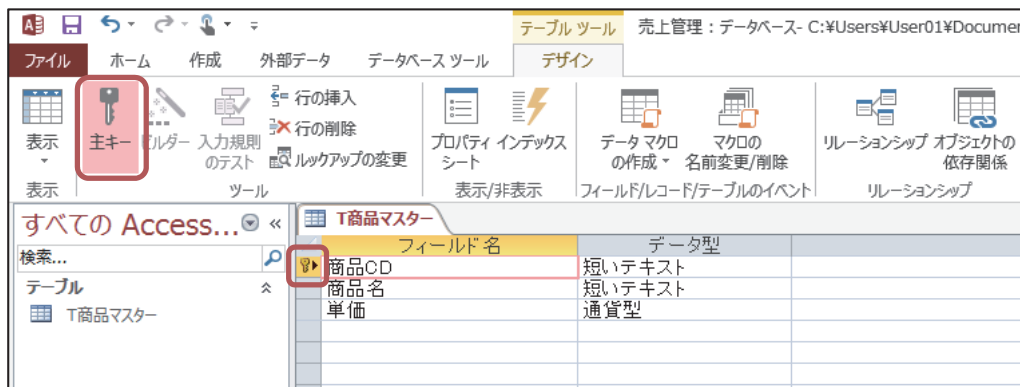 テーブル ツール 売上管理：データベース- C:¥Users¥User01¥Documen
ファイル ホーム 作成 外部データ データベース ツール デザイン
表示 主キー ビルダー 入力規則のテスト
行の挿入
行の削除
ルックアップの変更
プロパティシート インデックス データ マクロの作成 マクロの名前変更/削除 リレーションシップ オブジェクトの依存関係
表示 ツール 表示/非表示 フィールド/レコード/テーブルのイベント リレーションシップ
すべての Access... «
検索...
テーブル
T商品マスター
T商品マスター
フィールド名 データ型
商品CD 短いテキスト
商品名 短いテキスト
単価 通貨型